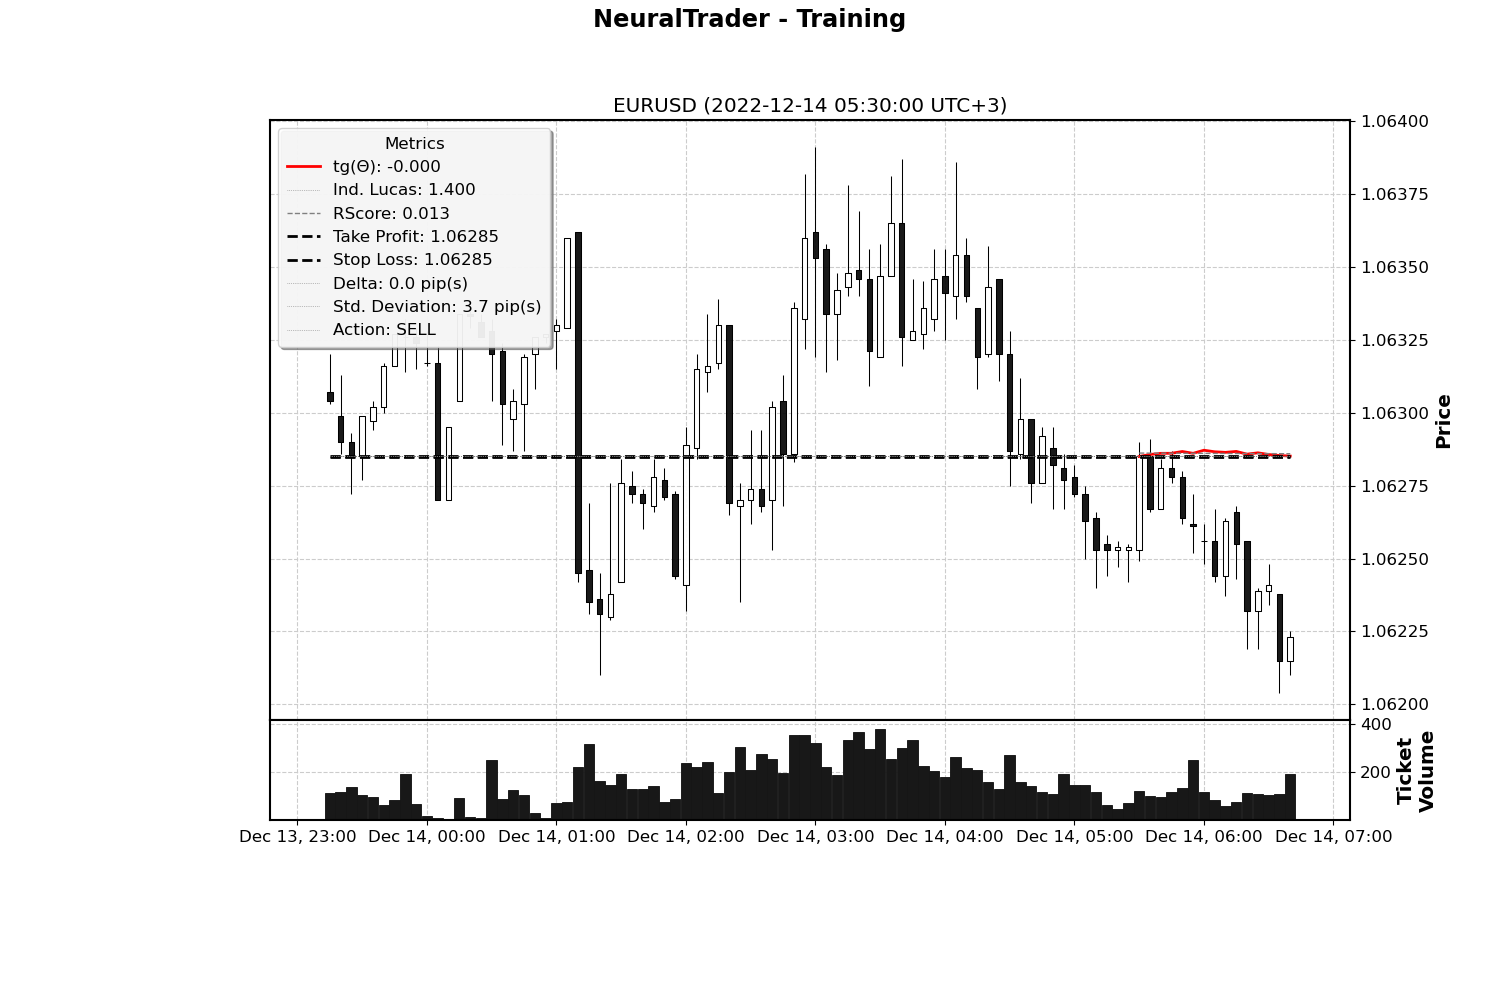 NeuralTrader - Training
EURUSD (2022-12-14 05:30:00 UTC+3)
Metrics
tg(Θ): -0.000
Ind. Lucas: 1.400
RScore: 0.013
Take Profit: 1.06285
Stop Loss: 1.06285
Delta: 0.0 pip(s)
Std. Deviation: 3.7 pip(s)
Action: SELL
1.06400
1.06375
1.06350
1.06325
1.06300
1.06275
1.06250
1.06225
1.06200
Price
400
200
Ticket
Volume
Dec 13, 23:00 Dec 14, 00:00 Dec 14, 01:00 Dec 14, 02:00 Dec 14, 03:00 Dec 14, 04:00 Dec 14, 05:00 Dec 14, 06:00 Dec 14, 07:00